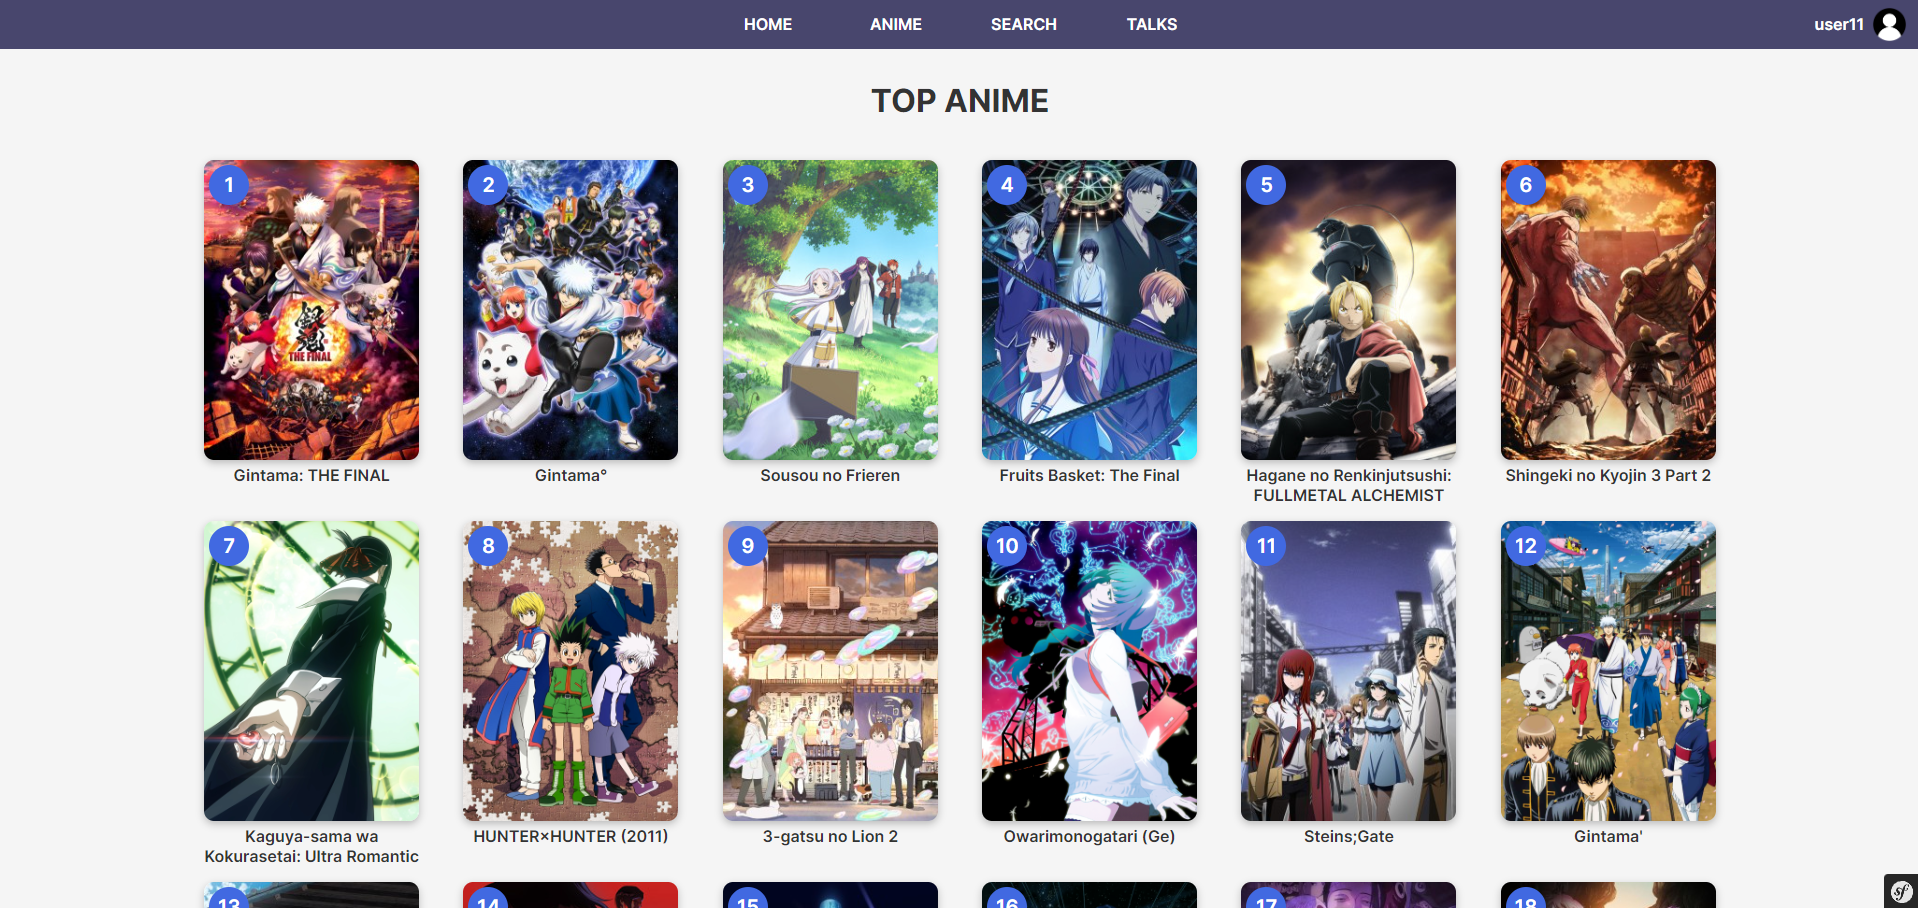 HOME ANIME SEARCH TALKS user11
TOP ANIME
1 2 3 4 5 6
銀魂
THE FINAL
Gintama: THE FINAL Gintama° Sousou no Frieren Fruits Basket: The Final Hagane no Renkinjutsushi: Shingeki no Kyojin 3 Part 2
FULLMETAL ALCHEMIST
7 8 9 10 11 12
Kaguya-sama wa HUNTER×HUNTER (2011) 3-gatsu no Lion 2 Owarimonogatari (Ge) Steins;Gate Gintama'
Kokurasetai: Ultra Romantic
13 14 15 16 17 18
sf